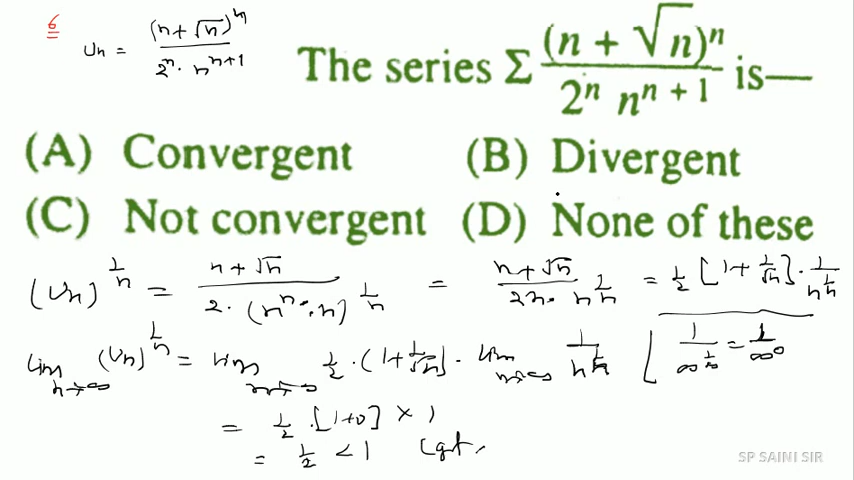 6
Un = (n + √n)^n / 2^n · n^(n+1)
The series Σ (n + √n)^n / 2^n n^(n + 1) is—
(A) Convergent (B) Divergent
(C) Not convergent (D) None of these
(Un)^(1/n) = n + √n / 2 · (n^n · n)^(1/n) = n + √n / 2n · n^(1/n) = 1/2 [1 + 1/√n] · 1/n^(1/n)
lim n→∞ (Un)^(1/n) = lim n→∞ 1/2 · (1 + 1/√n] · lim n→∞ 1/n^(1/n) [1/∞^(1/∞) = 1/∞^0
= 1/2 · [1+0] × 1
= 1/2 < 1 Cgt.
SP SAINI SIR